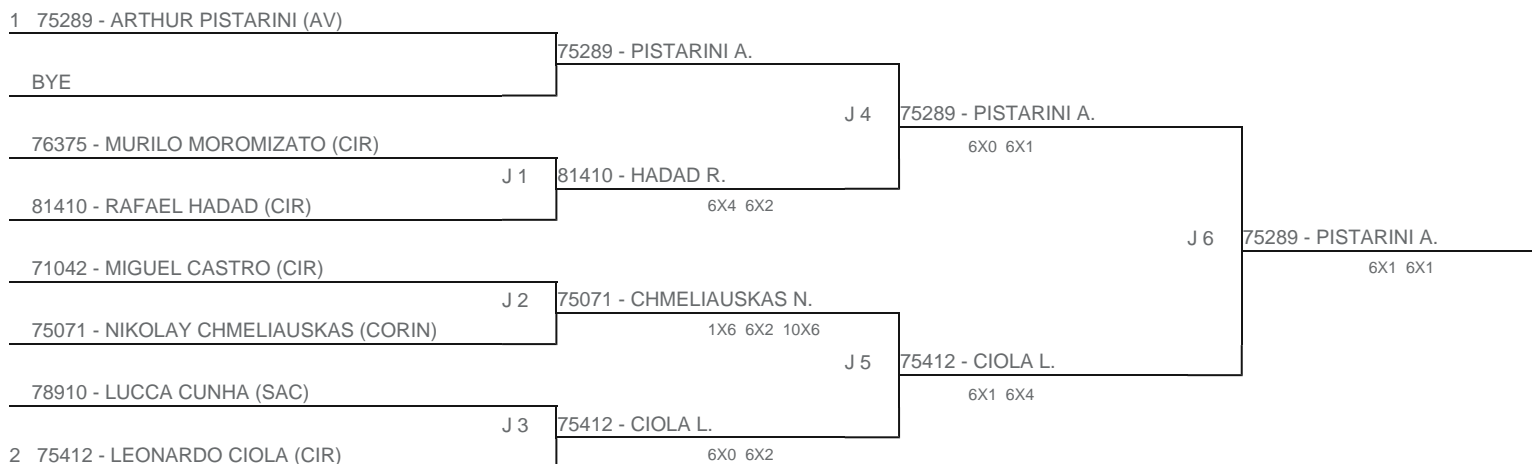 1 75289 - ARTHUR PISTARINI (AV)
BYE
76375 - MURILO MOROMIZATO (CIR)
81410 - RAFAEL HADAD (CIR)
71042 - MIGUEL CASTRO (CIR)
75071 - NIKOLAY CHMELIAUSKAS (CORIN)
78910 - LUCCA CUNHA (SAC)
2 75412 - LEONARDO CIOLA (CIR)
75289 - PISTARINI A.
J 1
81410 - HADAD R.
6X4 6X2
J 2
75071 - CHMELIAUSKAS N.
1X6 6X2 10X6
J 3
75412 - CIOLA L.
6X0 6X2
J 4
75289 - PISTARINI A.
6X0 6X1
J 5
75412 - CIOLA L.
6X1 6X4
J 6
75289 - PISTARINI A.
6X1 6X1